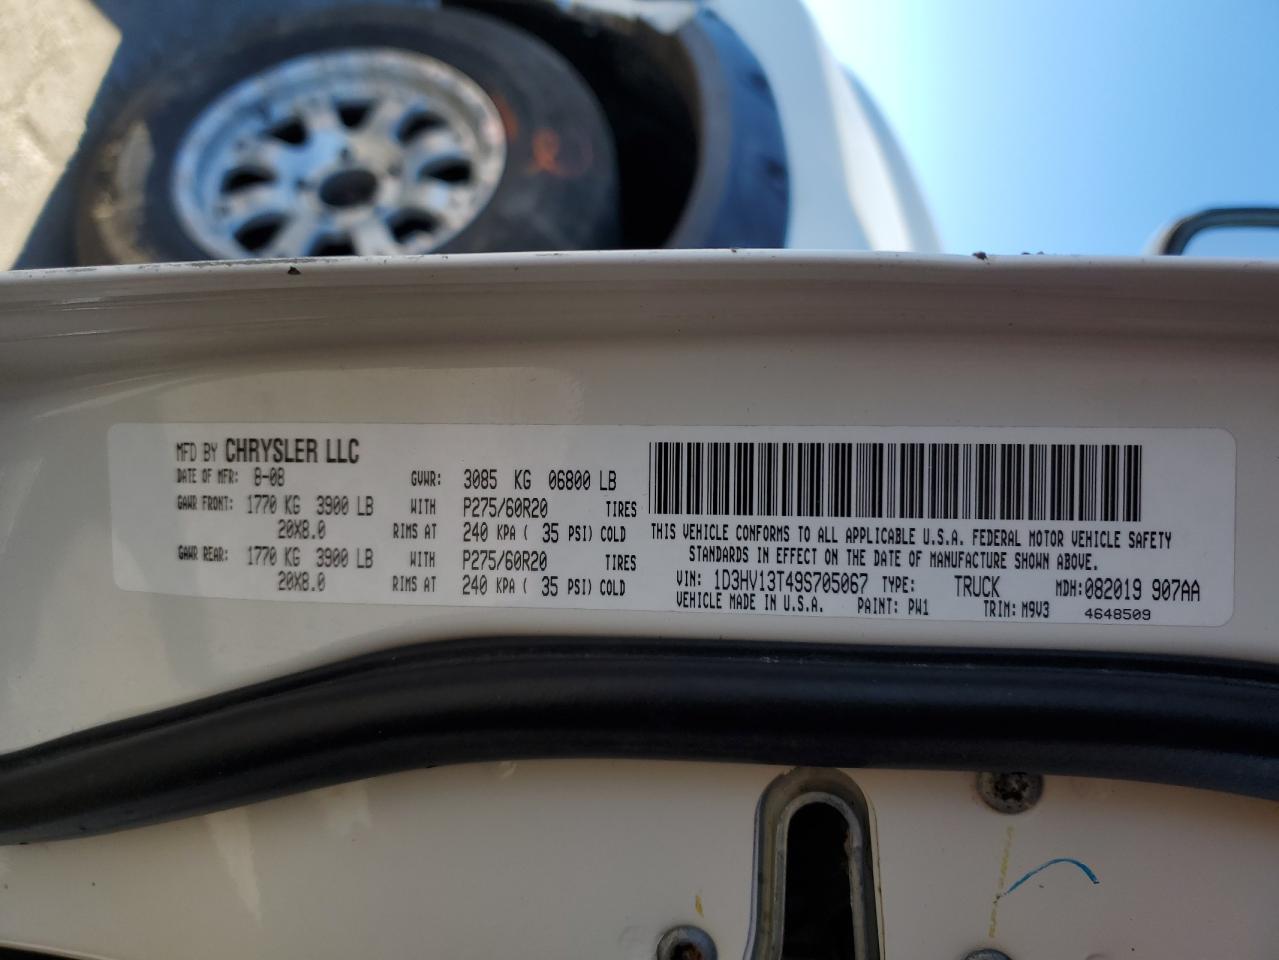 MFD BY CHRYSLER LLC
DATE OF MFR: 8-08 GVWR: 3085 KG 06800 LB
GAWR FRONT: 1770 KG 3900 LB WITH P275/60R20 TIRES
20X8.0 RIMS AT 240 KPA ( 35 PSI) COLD
GAWR REAR: 1770 KG 3900 LB WITH P275/60R20 TIRES
20X8.0 RIMS AT 240 KPA ( 35 PSI) COLD
THIS VEHICLE CONFORMS TO ALL APPLICABLE U.S.A. FEDERAL MOTOR VEHICLE SAFETY
STANDARDS IN EFFECT ON THE DATE OF MANUFACTURE SHOWN ABOVE.
VIN: 1D3HV13T49S705067 TYPE: TRUCK MDH:082019 907AA
VEHICLE MADE IN U.S.A. PAINT: PW1 TRIM: M9V3 4648509